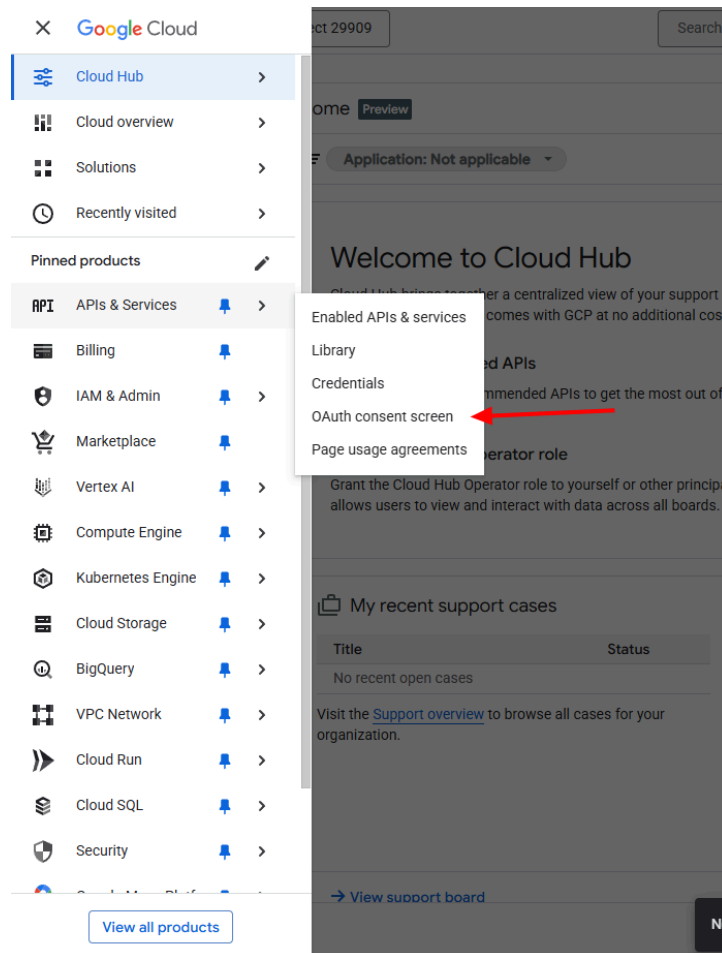 Google Cloud
ect 29909
Search
Cloud Hub
Cloud overview
Solutions
Recently visited
ome Preview
Application: Not applicable
Pinned products
APIs & Services
Billing
IAM & Admin
Marketplace
Vertex AI
Compute Engine
Kubernetes Engine
Cloud Storage
BigQuery
VPC Network
Cloud Run
Cloud SQL
Security
View all products
Enabled APIs & services
Library
Credentials
OAuth consent screen
Page usage agreements
Welcome to Cloud Hub
Cloud Hub brings together a centralized view of your support
comes with GCP at no additional cos
ed APIs
mmended APIs to get the most out of
erator role
Grant the Cloud Hub Operator role to yourself or other principa
allows users to view and interact with data across all boards.
My recent support cases
Title Status
No recent open cases
Visit the Support overview to browse all cases for your
organization.
View support board
N